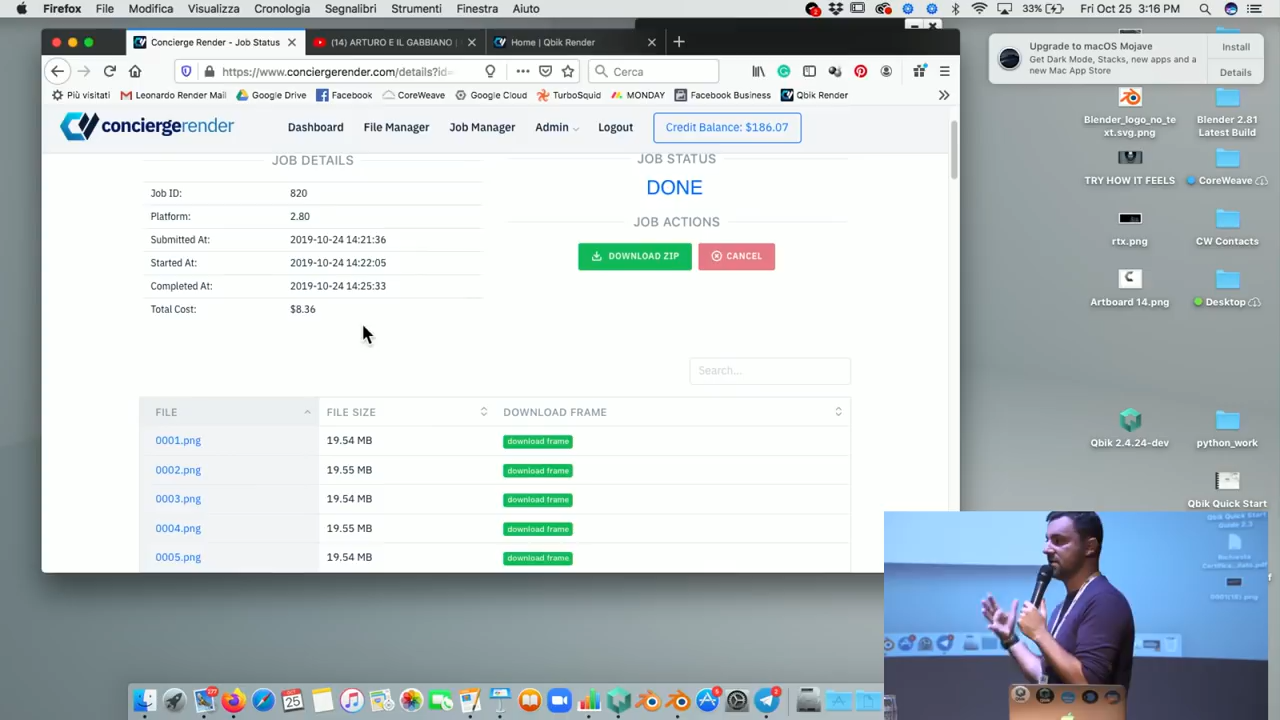 Firefox File Modifica Visualizza Cronologia Segnalibri Strumenti Finestra Aiuto 33% Fri Oct 25 3:16 PM
Concierge Render - Job Status
(14) ARTURO E IL GABBIANO
Home | Qbik Render
https://www.conciergerender.com/details?id=
Cerca
Più visitati Leonardo Render Mail Google Drive Facebook CoreWeave Google Cloud TurboSquid MONDAY Facebook Business Qbik Render
conciergerender Dashboard File Manager Job Manager Admin Logout Credit Balance: $186.07
JOB DETAILS
Job ID: 820
Platform: 2.80
Submitted At: 2019-10-24 14:21:36
Started At: 2019-10-24 14:22:05
Completed At: 2019-10-24 14:25:33
Total Cost: $8.36
JOB STATUS
DONE
JOB ACTIONS
DOWNLOAD ZIP CANCEL
Search...
FILE FILE SIZE DOWNLOAD FRAME
0001.png 19.54 MB download frame
0002.png 19.55 MB download frame
0003.png 19.54 MB download frame
0004.png 19.55 MB download frame
0005.png 19.54 MB download frame
Upgrade to macOS Mojave
Get Dark Mode, Stacks, new apps and a
new Mac App Store
Install
Details
Blender_logo_no_te
xt.svg.png
Blender 2.81
Latest Build
TRY HOW IT FEELS
CoreWeave
rtx.png
CW Contacts
Artboard 14.png
Desktop
Qbik 2.4.24-dev
python_work
Qbik Quick Start
Qbik Quick Start
Guide 2.3